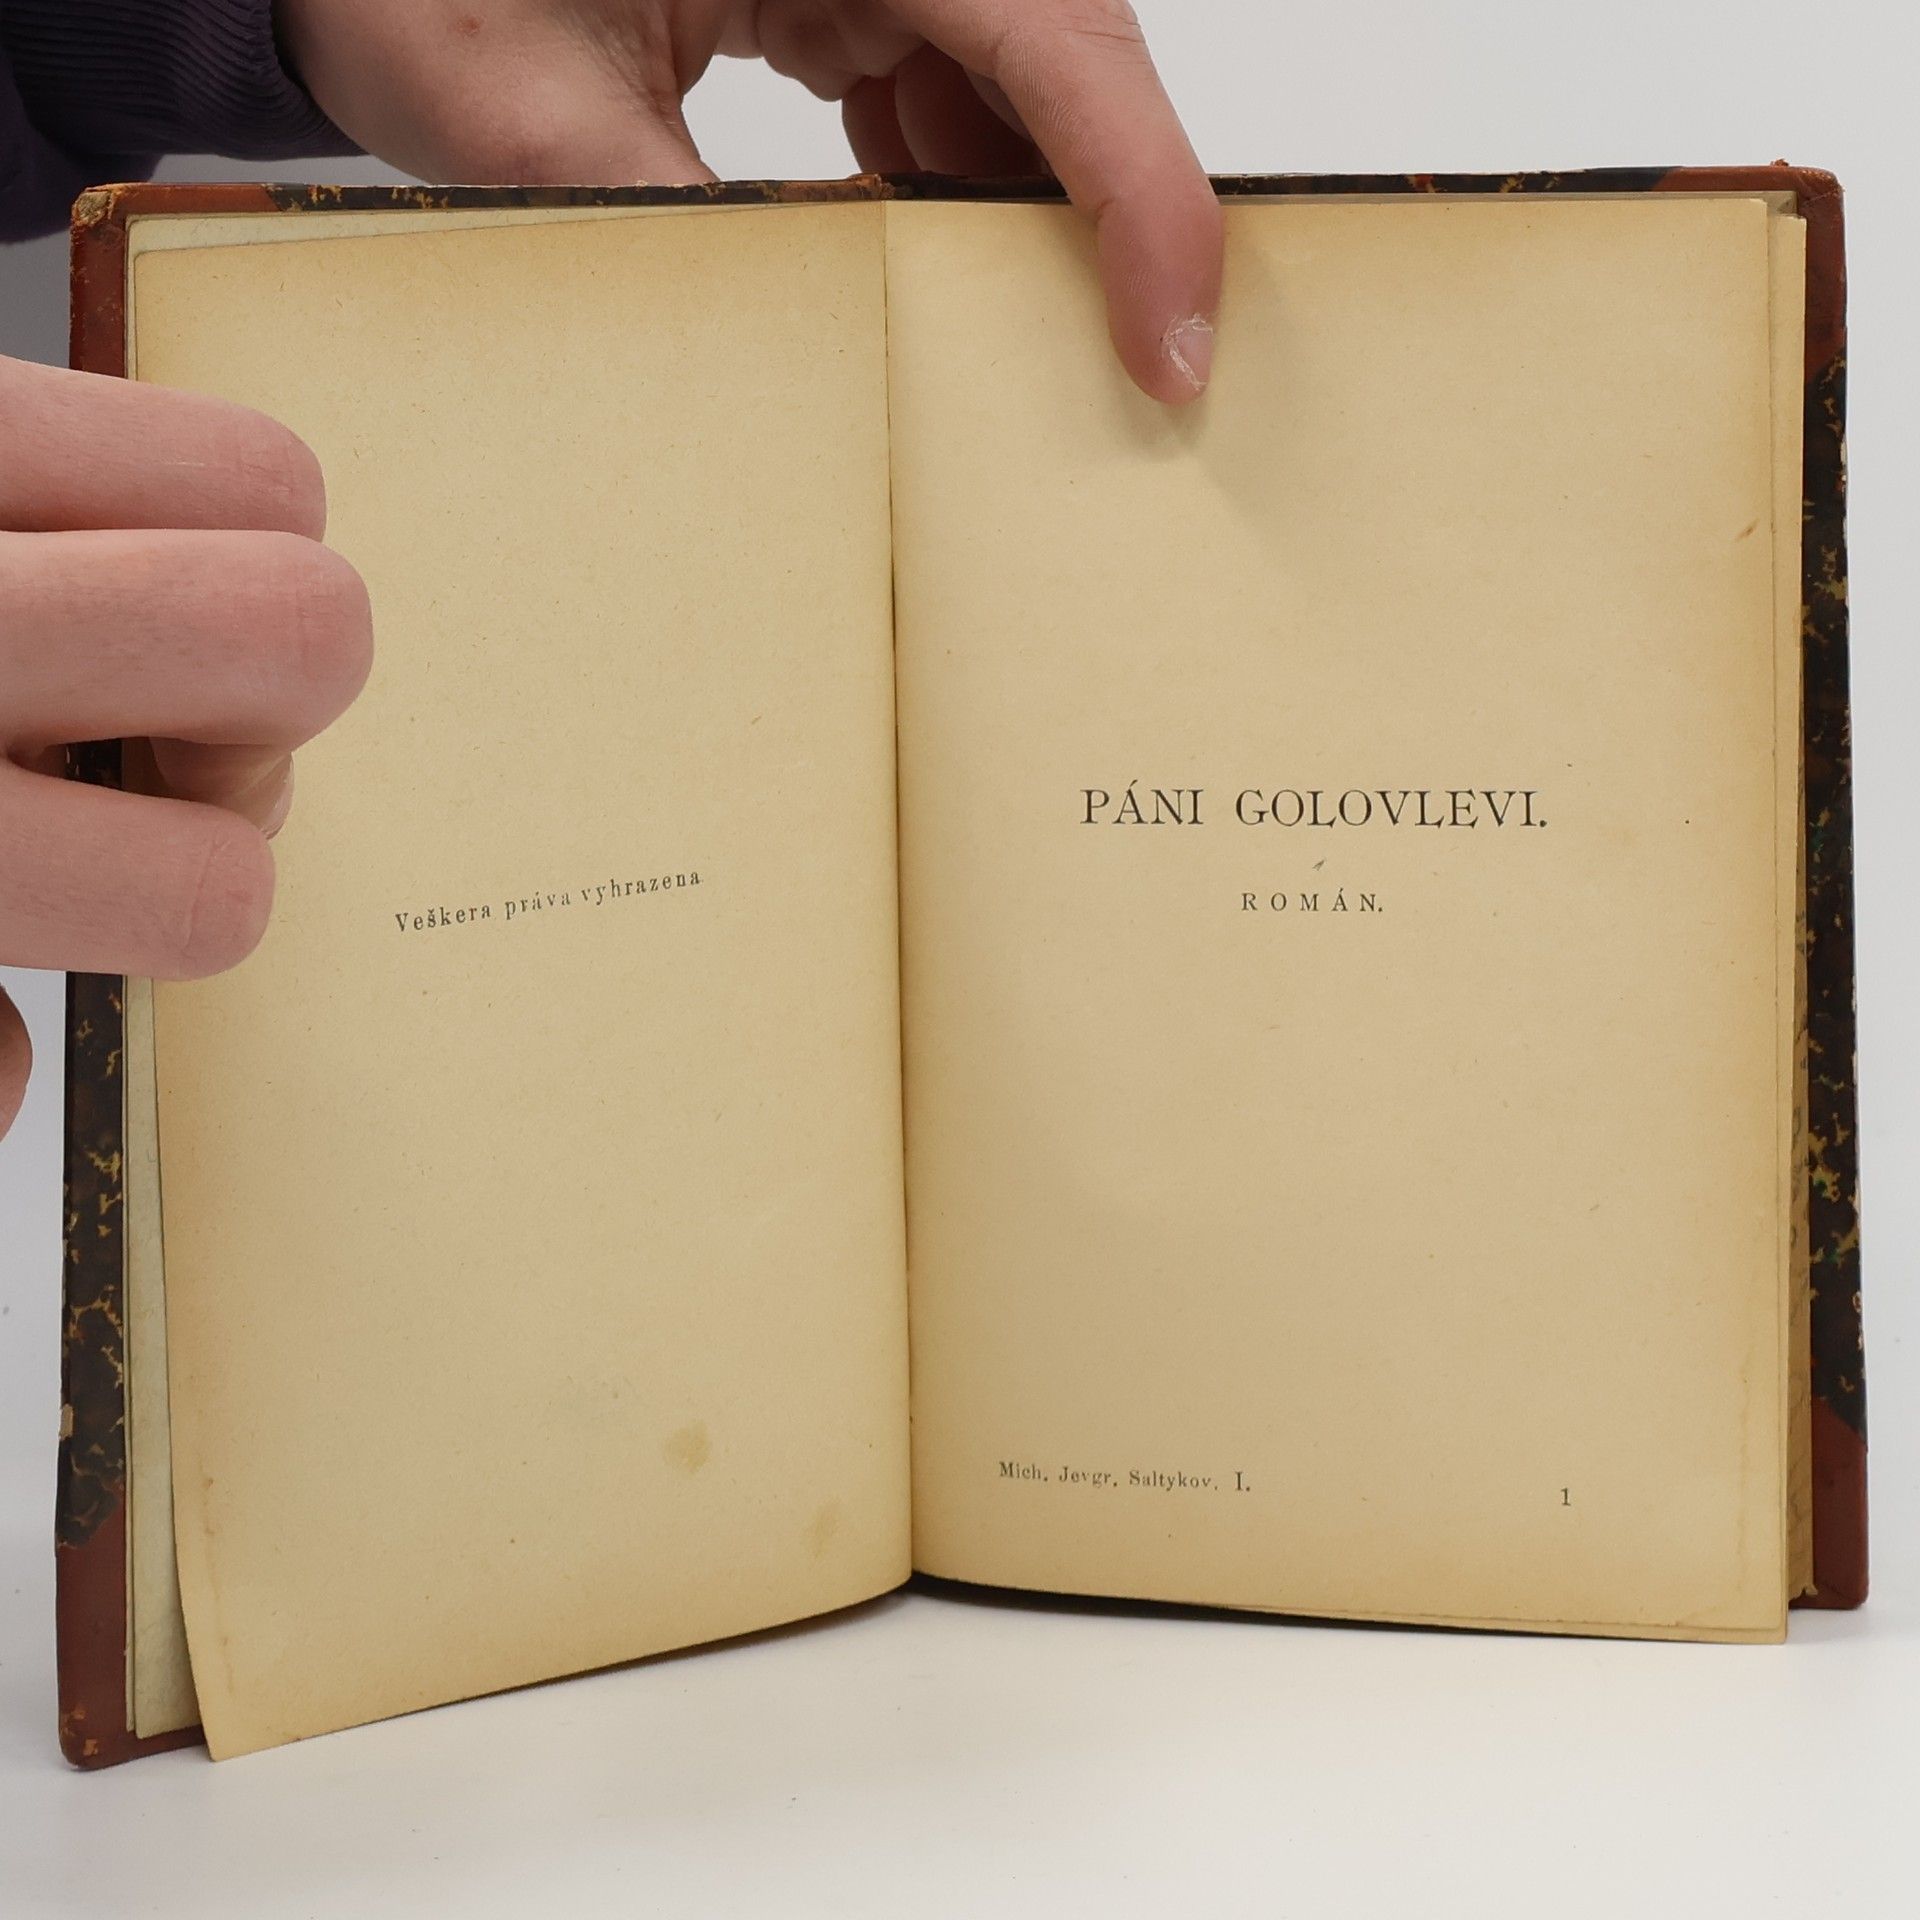 Veškera práva vyhrazena
PÁNI GOLOVLEVI.
ROMÁN.
Mich. Jevgr. Saltykov. I.
1